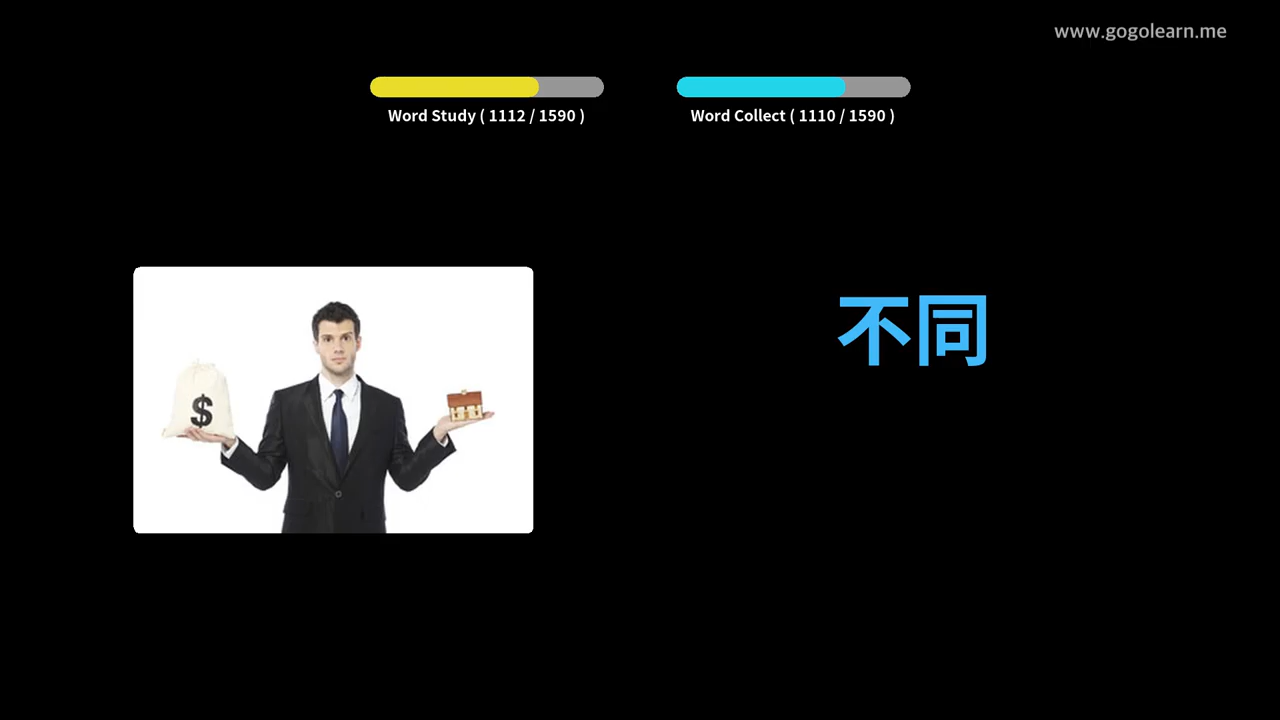 www.gogolearn.me
Word Study ( 1112 / 1590 )
Word Collect ( 1110 / 1590 )
$
不同